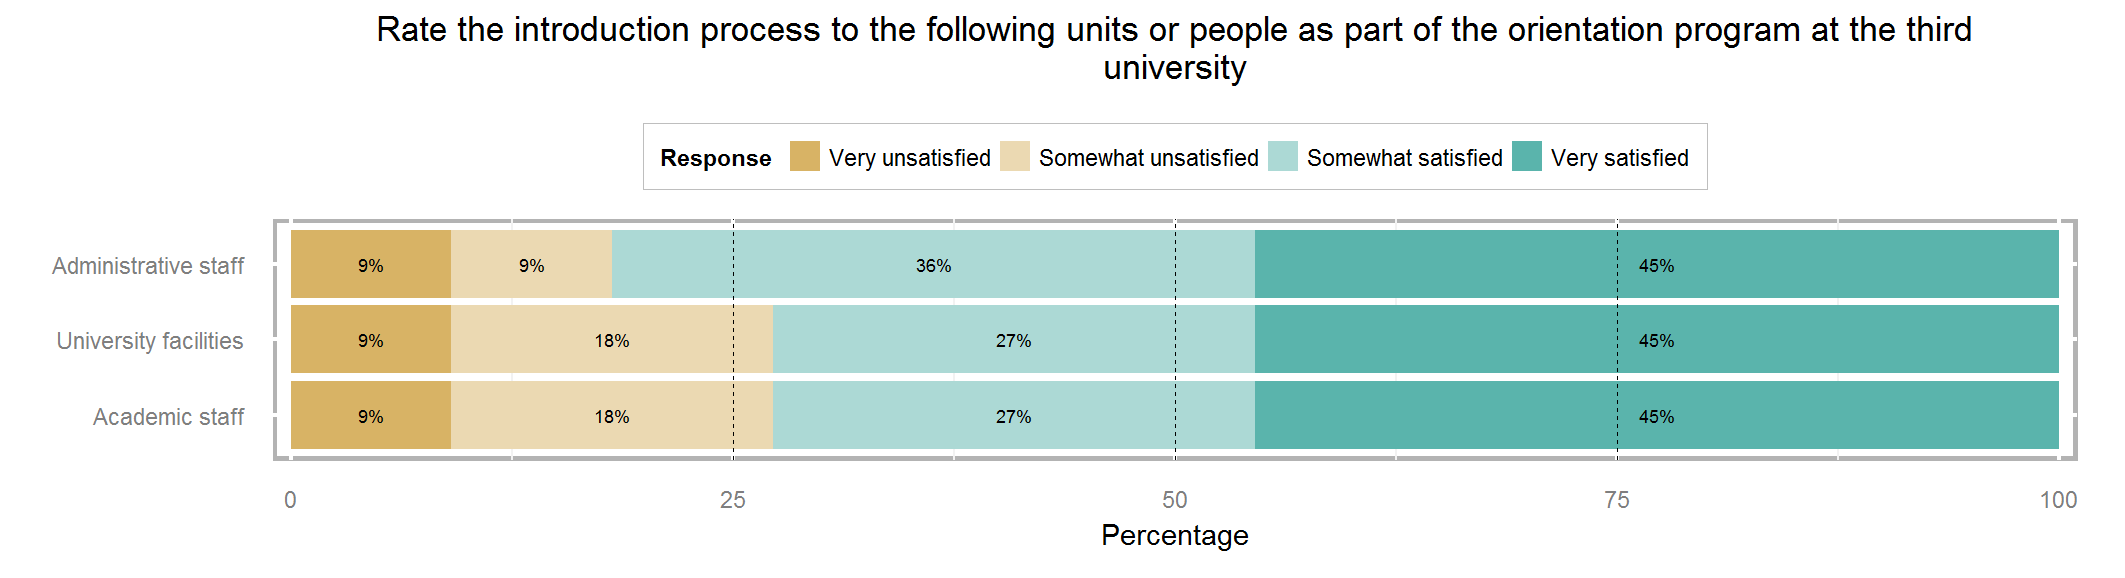 Rate the introduction process to the following units or people as part of the orientation program at the third
university
Response Very unsatisfied Somewhat unsatisfied Somewhat satisfied Very satisfied
Administrative staff 9% 9% 36% 45%
University facilities 9% 18% 27% 45%
Academic staff 9% 18% 27% 45%
0 25 50 75 100
Percentage